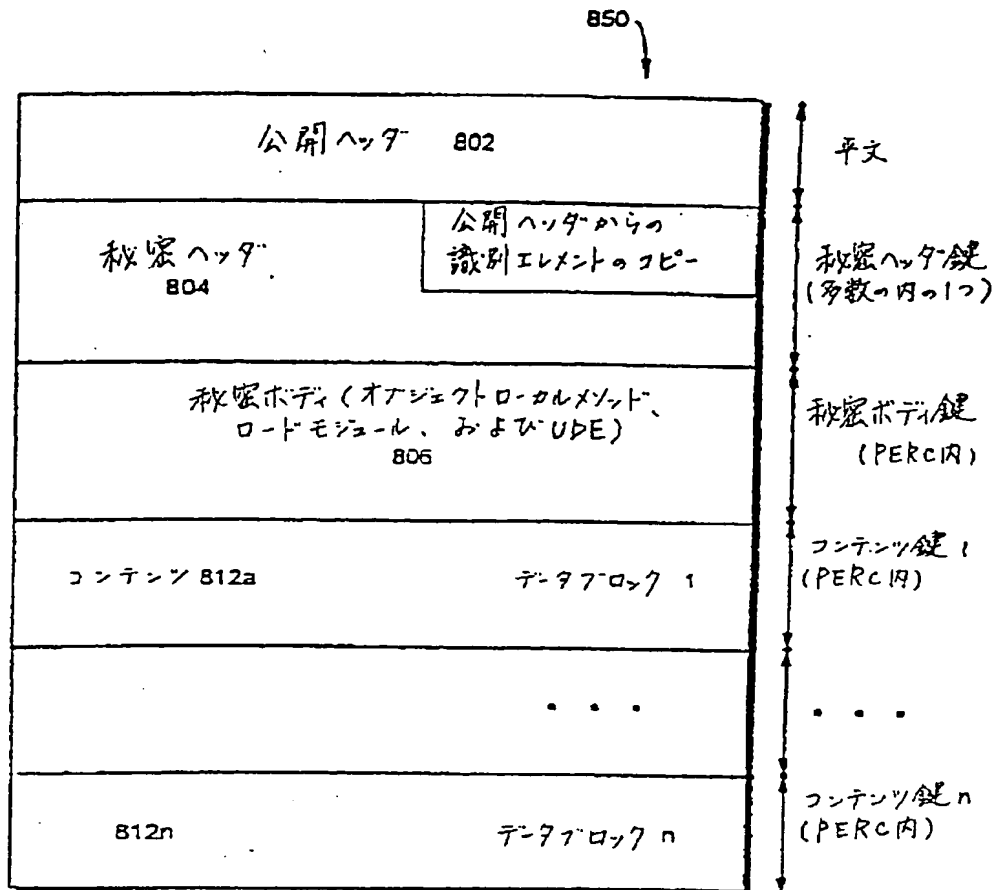 850
公開ヘッダ 802
平文
秘密ヘッダ
804
公開ヘッダからの
識別エレメントのコピー
秘密ヘッダ鍵
(多数の内の1つ)
秘密ボディ(オブジェクトローカルメソッド、
ロードモジュール、およびUDE)
806
秘密ボディ鍵
(PERC内)
コンテンツ 812a データブロック 1
コンテンツ鍵 1
(PERC内)
• • •
• • •
812n データブロック n
コンテンツ鍵 n
(PERC内)